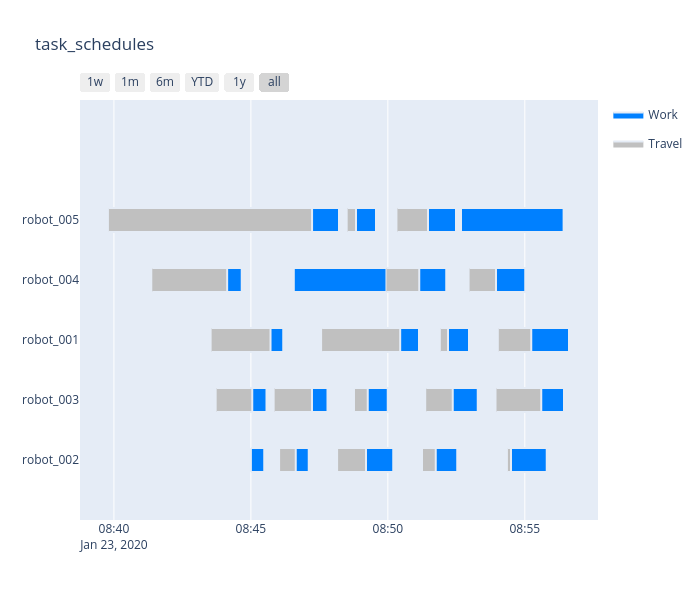 task_schedules
1w 1m 6m YTD 1y all
Work
Travel
robot_005
robot_004
robot_001
robot_003
robot_002
08:40 08:45 08:50 08:55
Jan 23, 2020